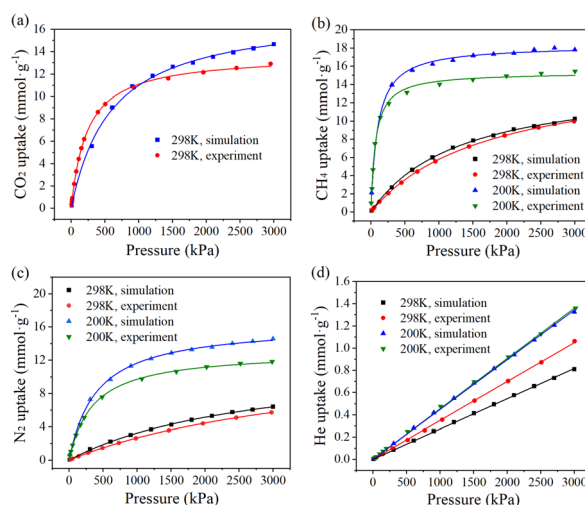 (a)
CO2 uptake (mmol·g-1)
16
14
12
10
8
6
4
2
0
298K, simulation
298K, experiment
0 500 1000 1500 2000 2500 3000
Pressure (kPa)
(b)
CH4 uptake (mmol·g-1)
20
18
16
14
12
10
8
6
4
2
0
298K, simulation
298K, experiment
200K, simulation
200K, experiment
0 500 1000 1500 2000 2500 3000
Pressure (kPa)
(c)
N2 uptake (mmol·g-1)
20
16
12
8
4
0
298K, simulation
298K, experiment
200K, simulation
200K, experiment
0 500 1000 1500 2000 2500 3000
Pressure (kPa)
(d)
He uptake (mmol·g-1)
1.6
1.4
1.2
1.0
0.8
0.6
0.4
0.2
0.0
298K, simulation
298K, experiment
200K, simulation
200K, experiment
0 500 1000 1500 2000 2500 3000
Pressure (kPa)